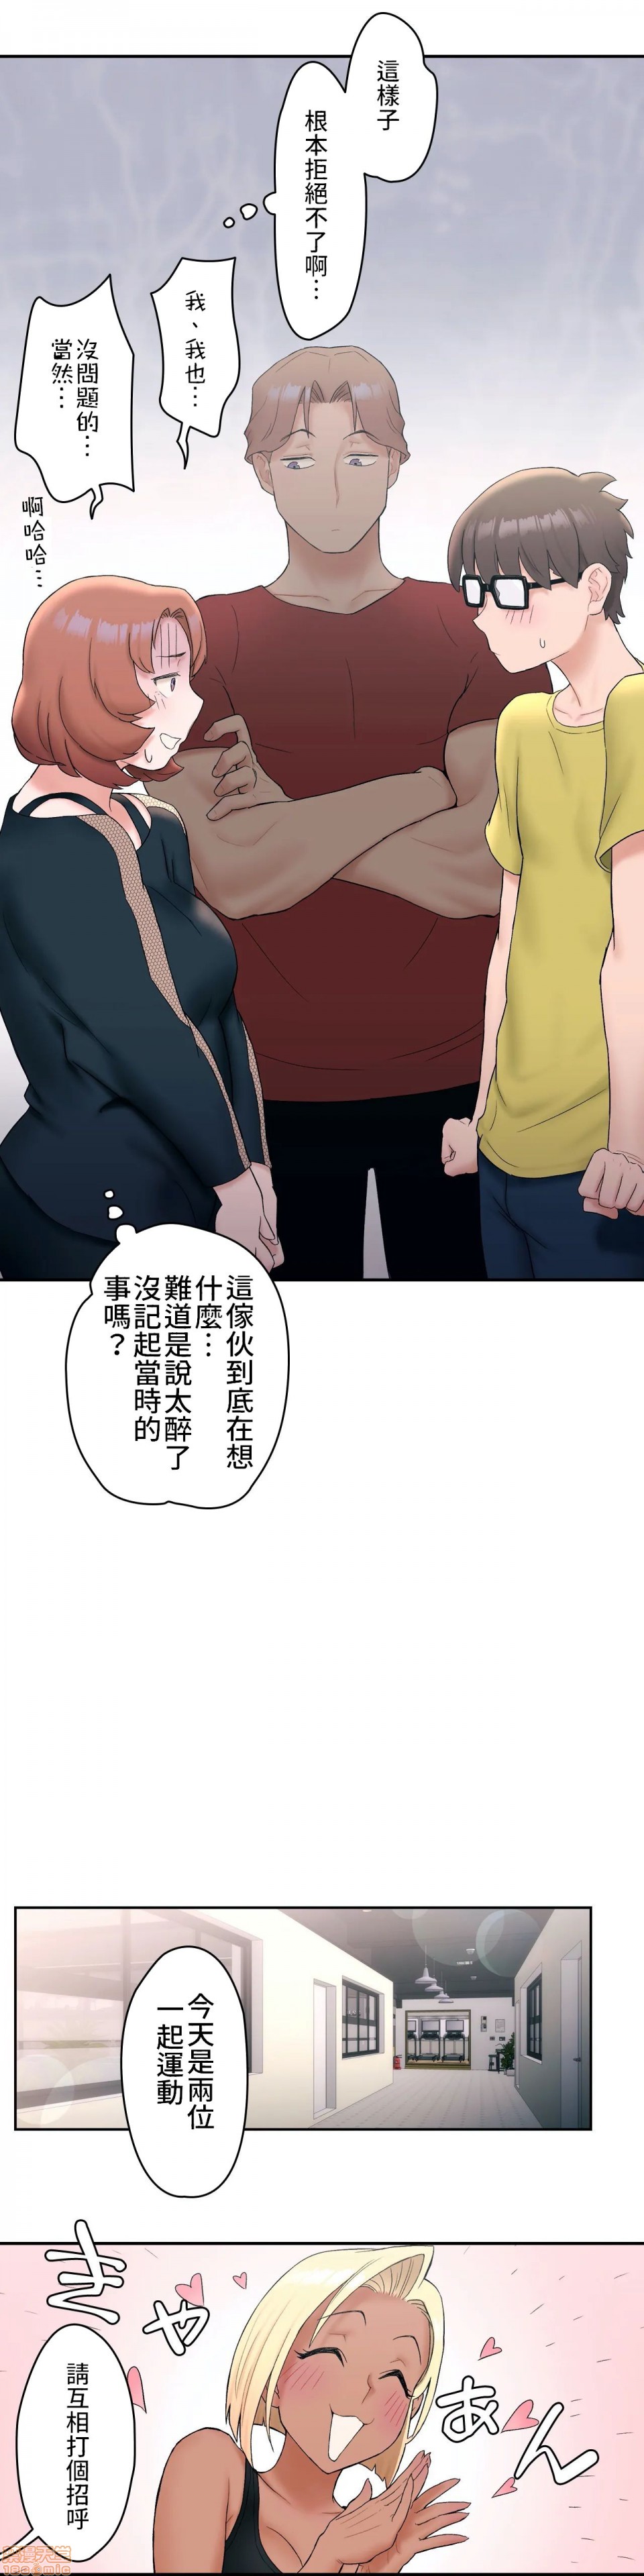 這樣子
根本拒絕不了啊…
我、我也…
沒問題的…
當然…
啊哈哈…
這傢伙到底在想
什麼…
難道是說太醉了
沒記起當時的
事嗎？
今天是兩位
一起運動
きゃ
あん
請互相打個招呼